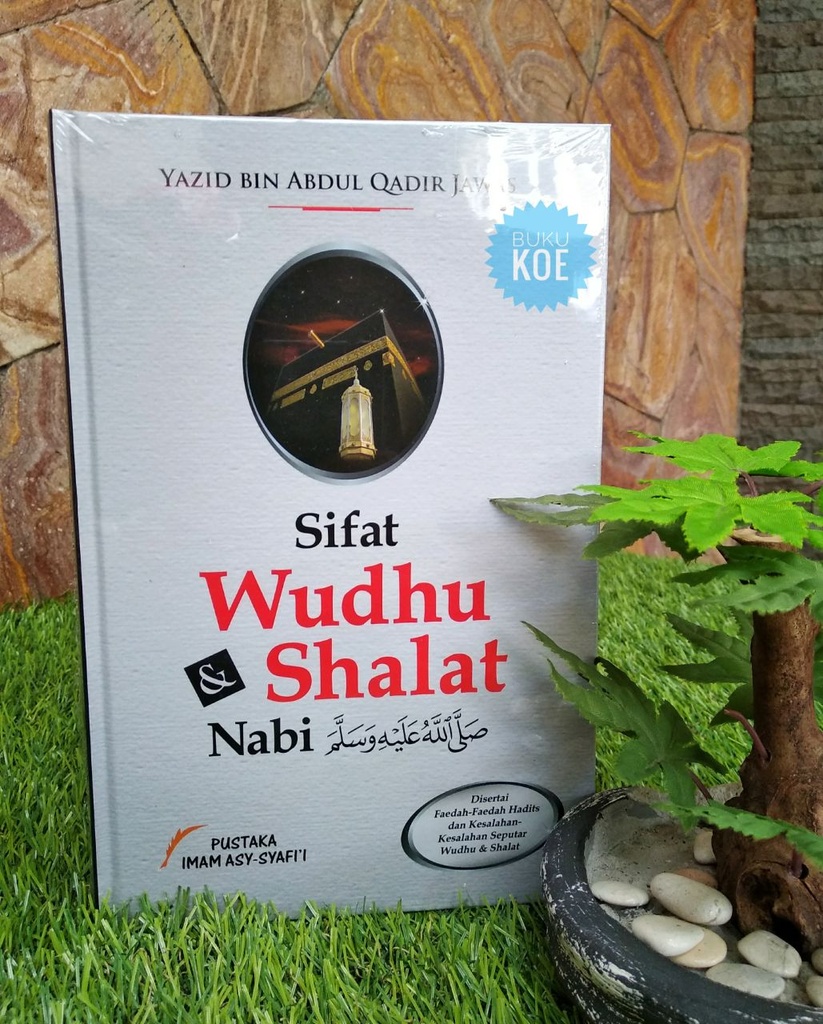 YAZID BIN ABDUL QADIR JAWAS
BUKU
KOE
Sifat
Wudhu
& Shalat
Nabi صَلَّى اللَّهُ عَلَيْهِ وَسَلَّمَ
Disertai
Faedah-Faedah Hadits
dan Kesalahan-
Kesalahan Seputar
Wudhu & Shalat
PUSTAKA
IMAM ASY-SYAFI'I